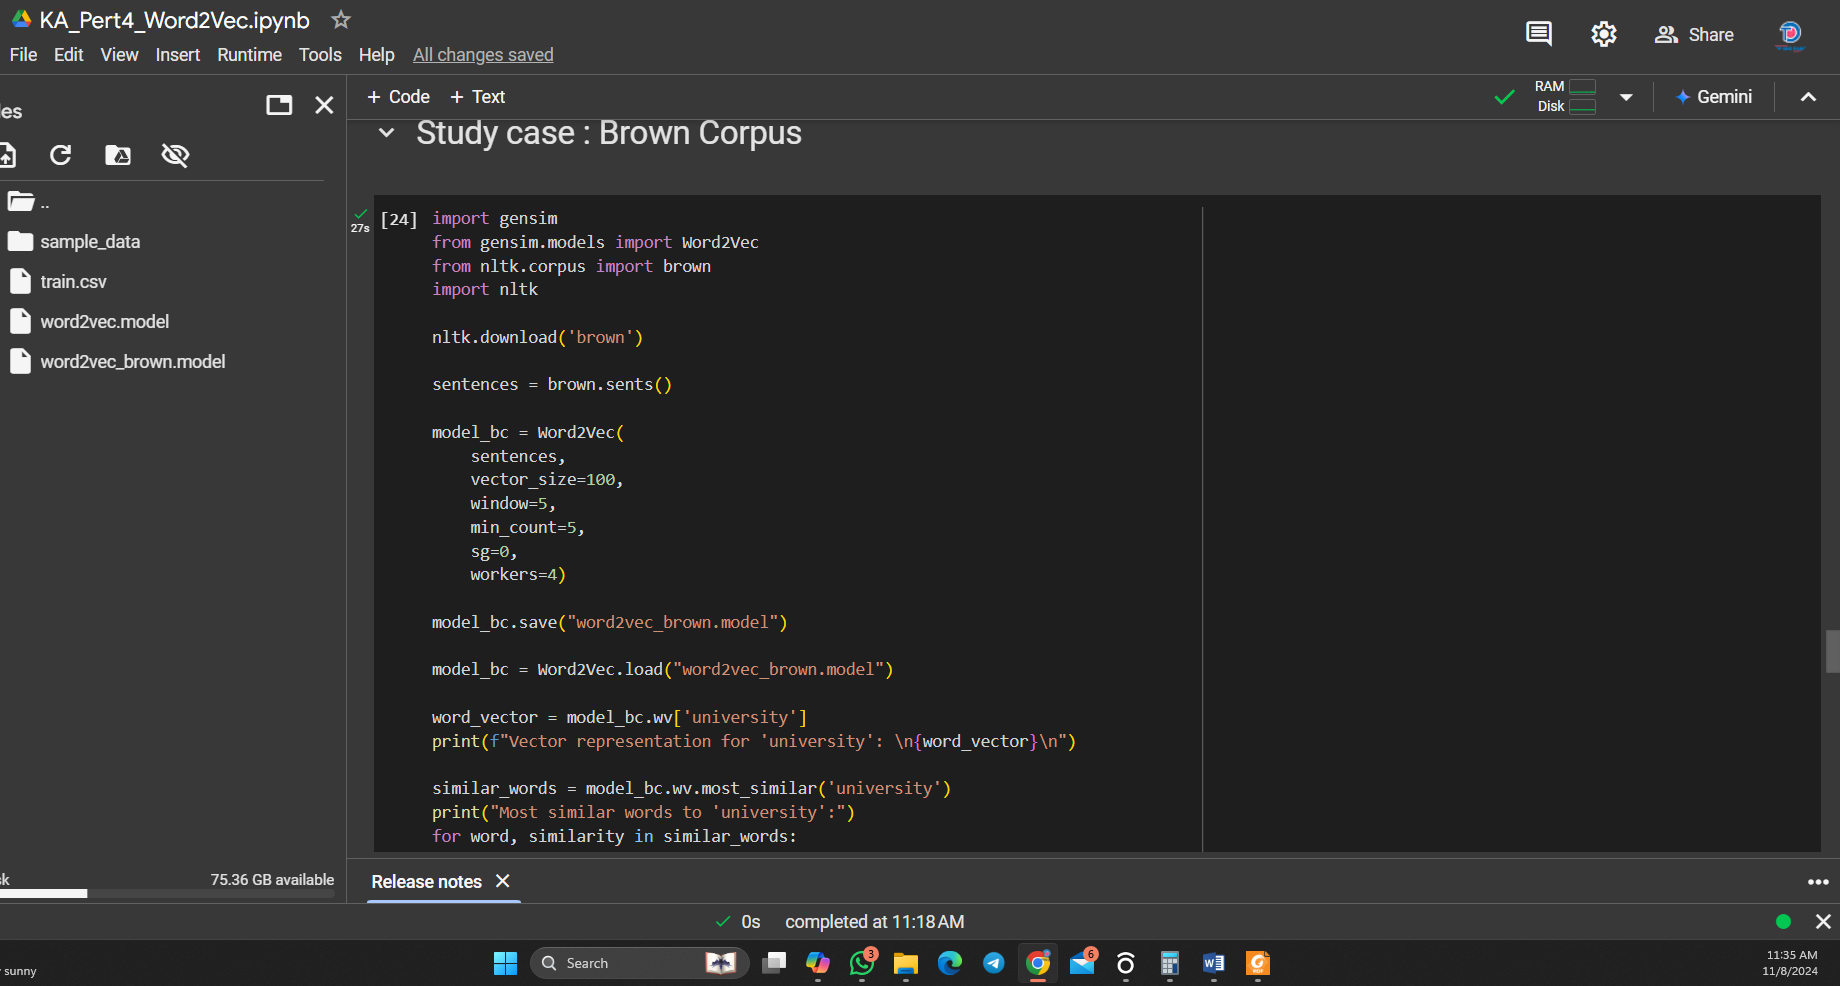 KA_Pert4_Word2Vec.ipynb
File Edit View Insert Runtime Tools Help All changes saved
Share
es
+ Code + Text
RAM
Disk
Gemini
Study case : Brown Corpus
..
sample_data
train.csv
word2vec.model
word2vec_brown.model
27s
[24] import gensim
from gensim.models import Word2Vec
from nltk.corpus import brown
import nltk
nltk.download('brown')
sentences = brown.sents()
model_bc = Word2Vec(
sentences,
vector_size=100,
window=5,
min_count=5,
sg=0,
workers=4)
model_bc.save("word2vec_brown.model")
model_bc = Word2Vec.load("word2vec_brown.model")
word_vector = model_bc.wv['university']
print(f"Vector representation for 'university': \n{word_vector}\n")
similar_words = model_bc.wv.most_similar('university')
print("Most similar words to 'university':")
for word, similarity in similar_words:
sk 75.36 GB available
Release notes
0s completed at 11:18 AM
sunny
Search
3
6
11:35 AM
11/8/2024